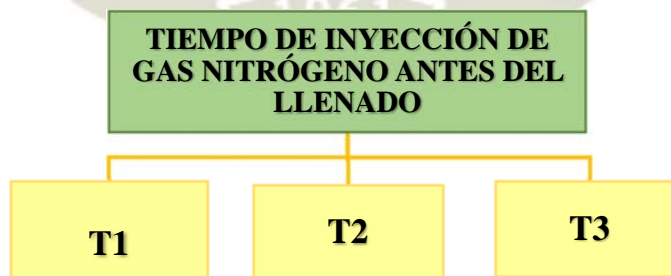 TIEMPO DE INYECCIÓN DE
GAS NITRÓGENO ANTES DEL
LLENADO
T1
T2
T3